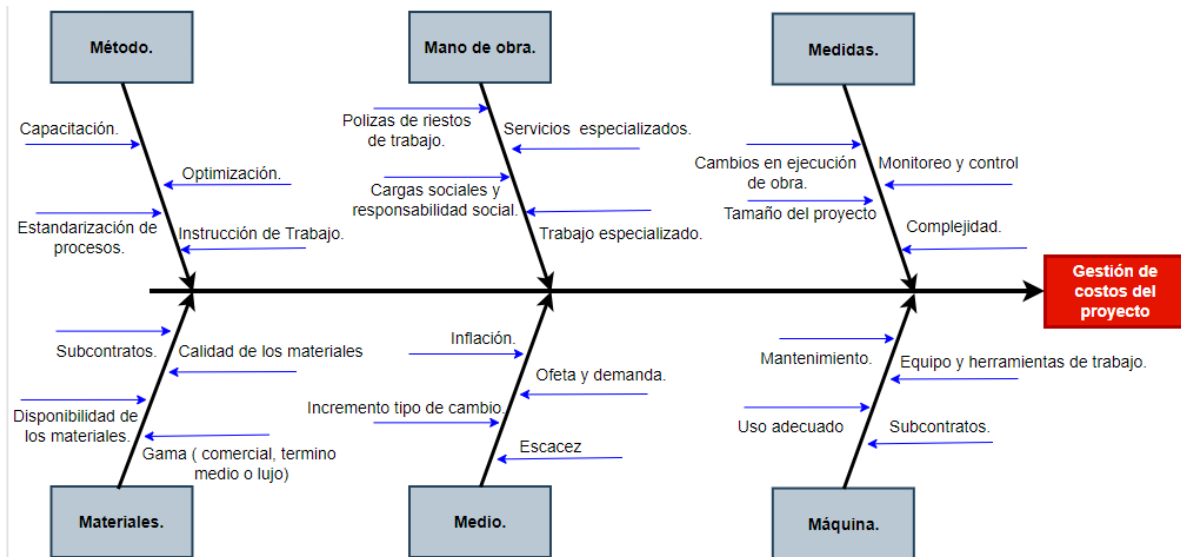 Método.
Mano de obra.
Medidas.
Capacitación.
Optimización.
Estandarización de
procesos.
Instrucción de Trabajo.
Polizas de riestos
de trabajo.
Servicios especializados.
Cargas sociales y
responsabilidad social.
Trabajo especializado.
Cambios en ejecución
de obra.
Monitoreo y control
Tamaño del proyecto
Complejidad.
Gestión de
costos del
proyecto
Subcontratos.
Calidad de los materiales
Disponibilidad de
los materiales.
Gama ( comercial, termino
medio o lujo)
Inflación.
Ofeta y demanda.
Incremento tipo de cambio.
Escacez
Mantenimiento.
Equipo y herramientas de trabajo.
Uso adecuado
Subcontratos.
Materiales.
Medio.
Máquina.